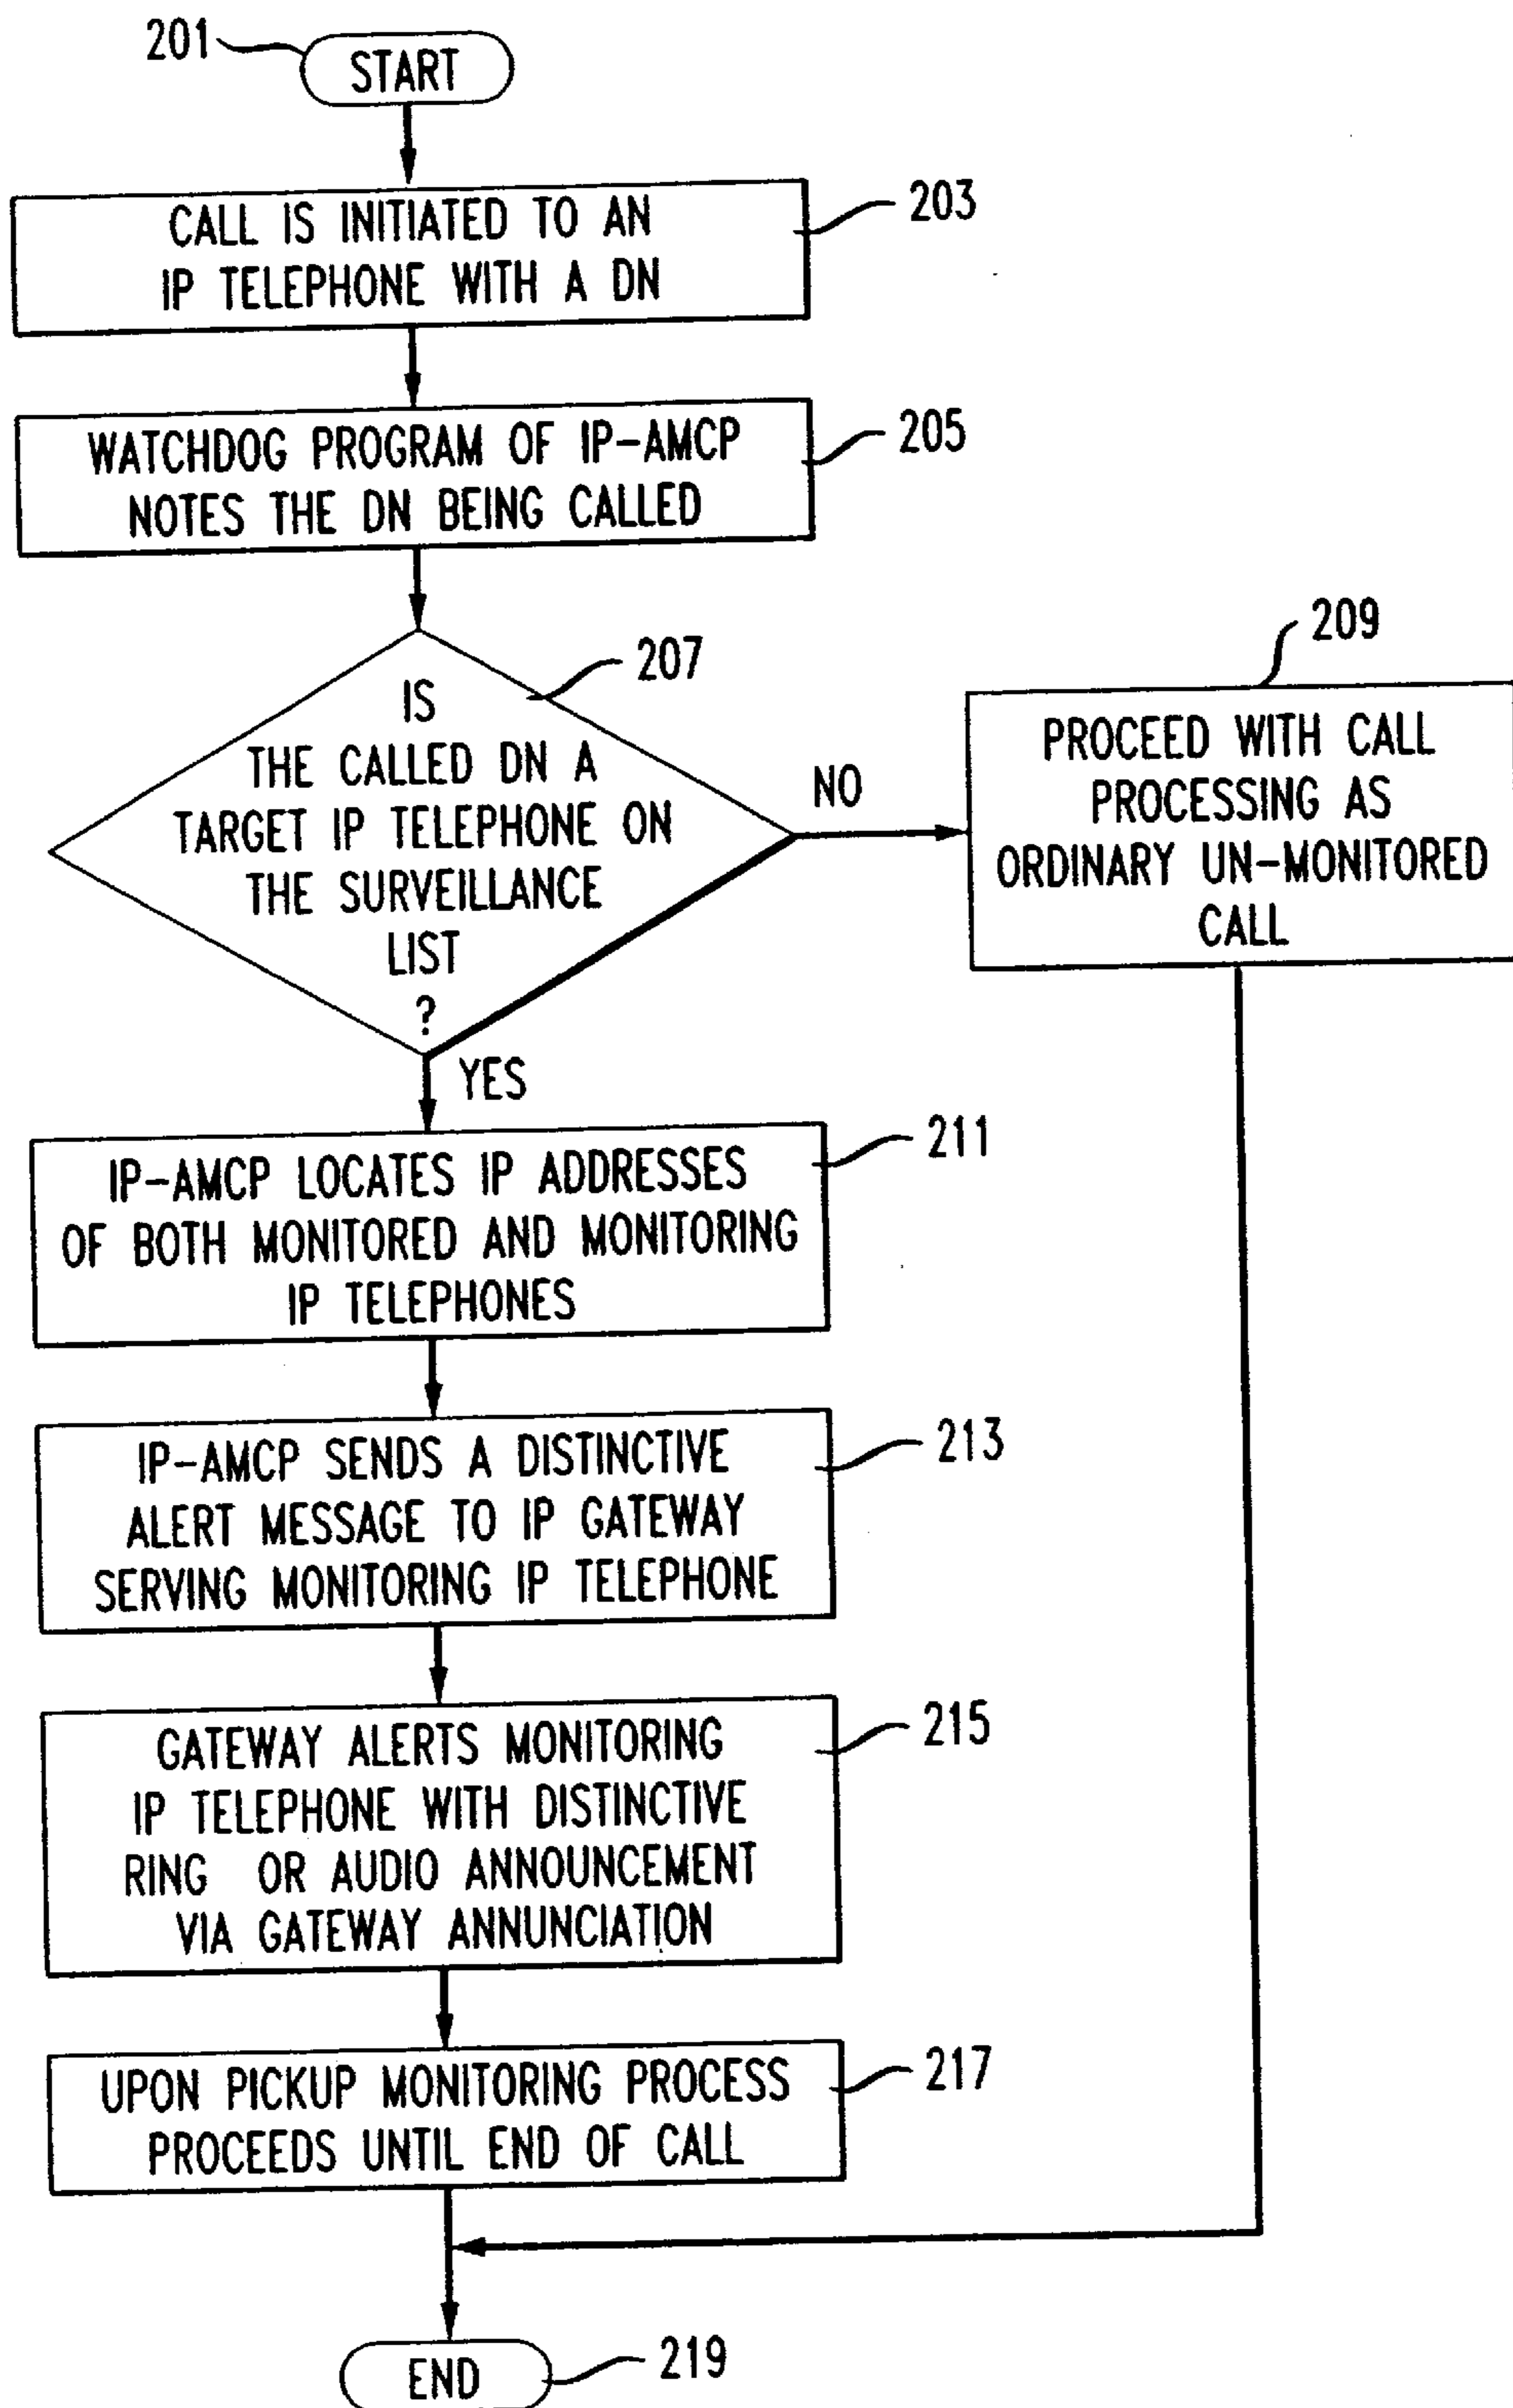 201
START
CALL IS INITIATED TO AN
IP TELEPHONE WITH A DN
203
WATCHDOG PROGRAM OF IP-AMCP
NOTES THE DN BEING CALLED
205
IS
THE CALLED DN A
TARGET IP TELEPHONE ON
THE SURVEILLANCE
LIST
?
207
NO
YES
209
PROCEED WITH CALL
PROCESSING AS
ORDINARY UN-MONITORED
CALL
IP-AMCP LOCATES IP ADDRESSES
OF BOTH MONITORED AND MONITORING
IP TELEPHONES
211
IP-AMCP SENDS A DISTINCTIVE
ALERT MESSAGE TO IP GATEWAY
SERVING MONITORING IP TELEPHONE
213
GATEWAY ALERTS MONITORING
IP TELEPHONE WITH DISTINCTIVE
RING OR AUDIO ANNOUNCEMENT
VIA GATEWAY ANNUNCIATION
215
UPON PICKUP MONITORING PROCESS
PROCEEDS UNTIL END OF CALL
217
END
219